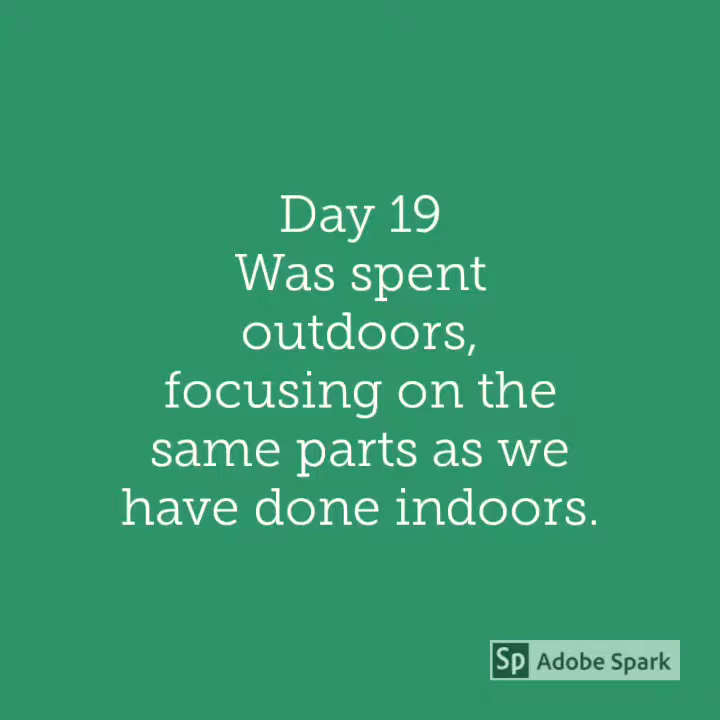 Day 19
Was spent
outdoors,
focusing on the
same parts as we
have done indoors.
Sp Adobe Spark